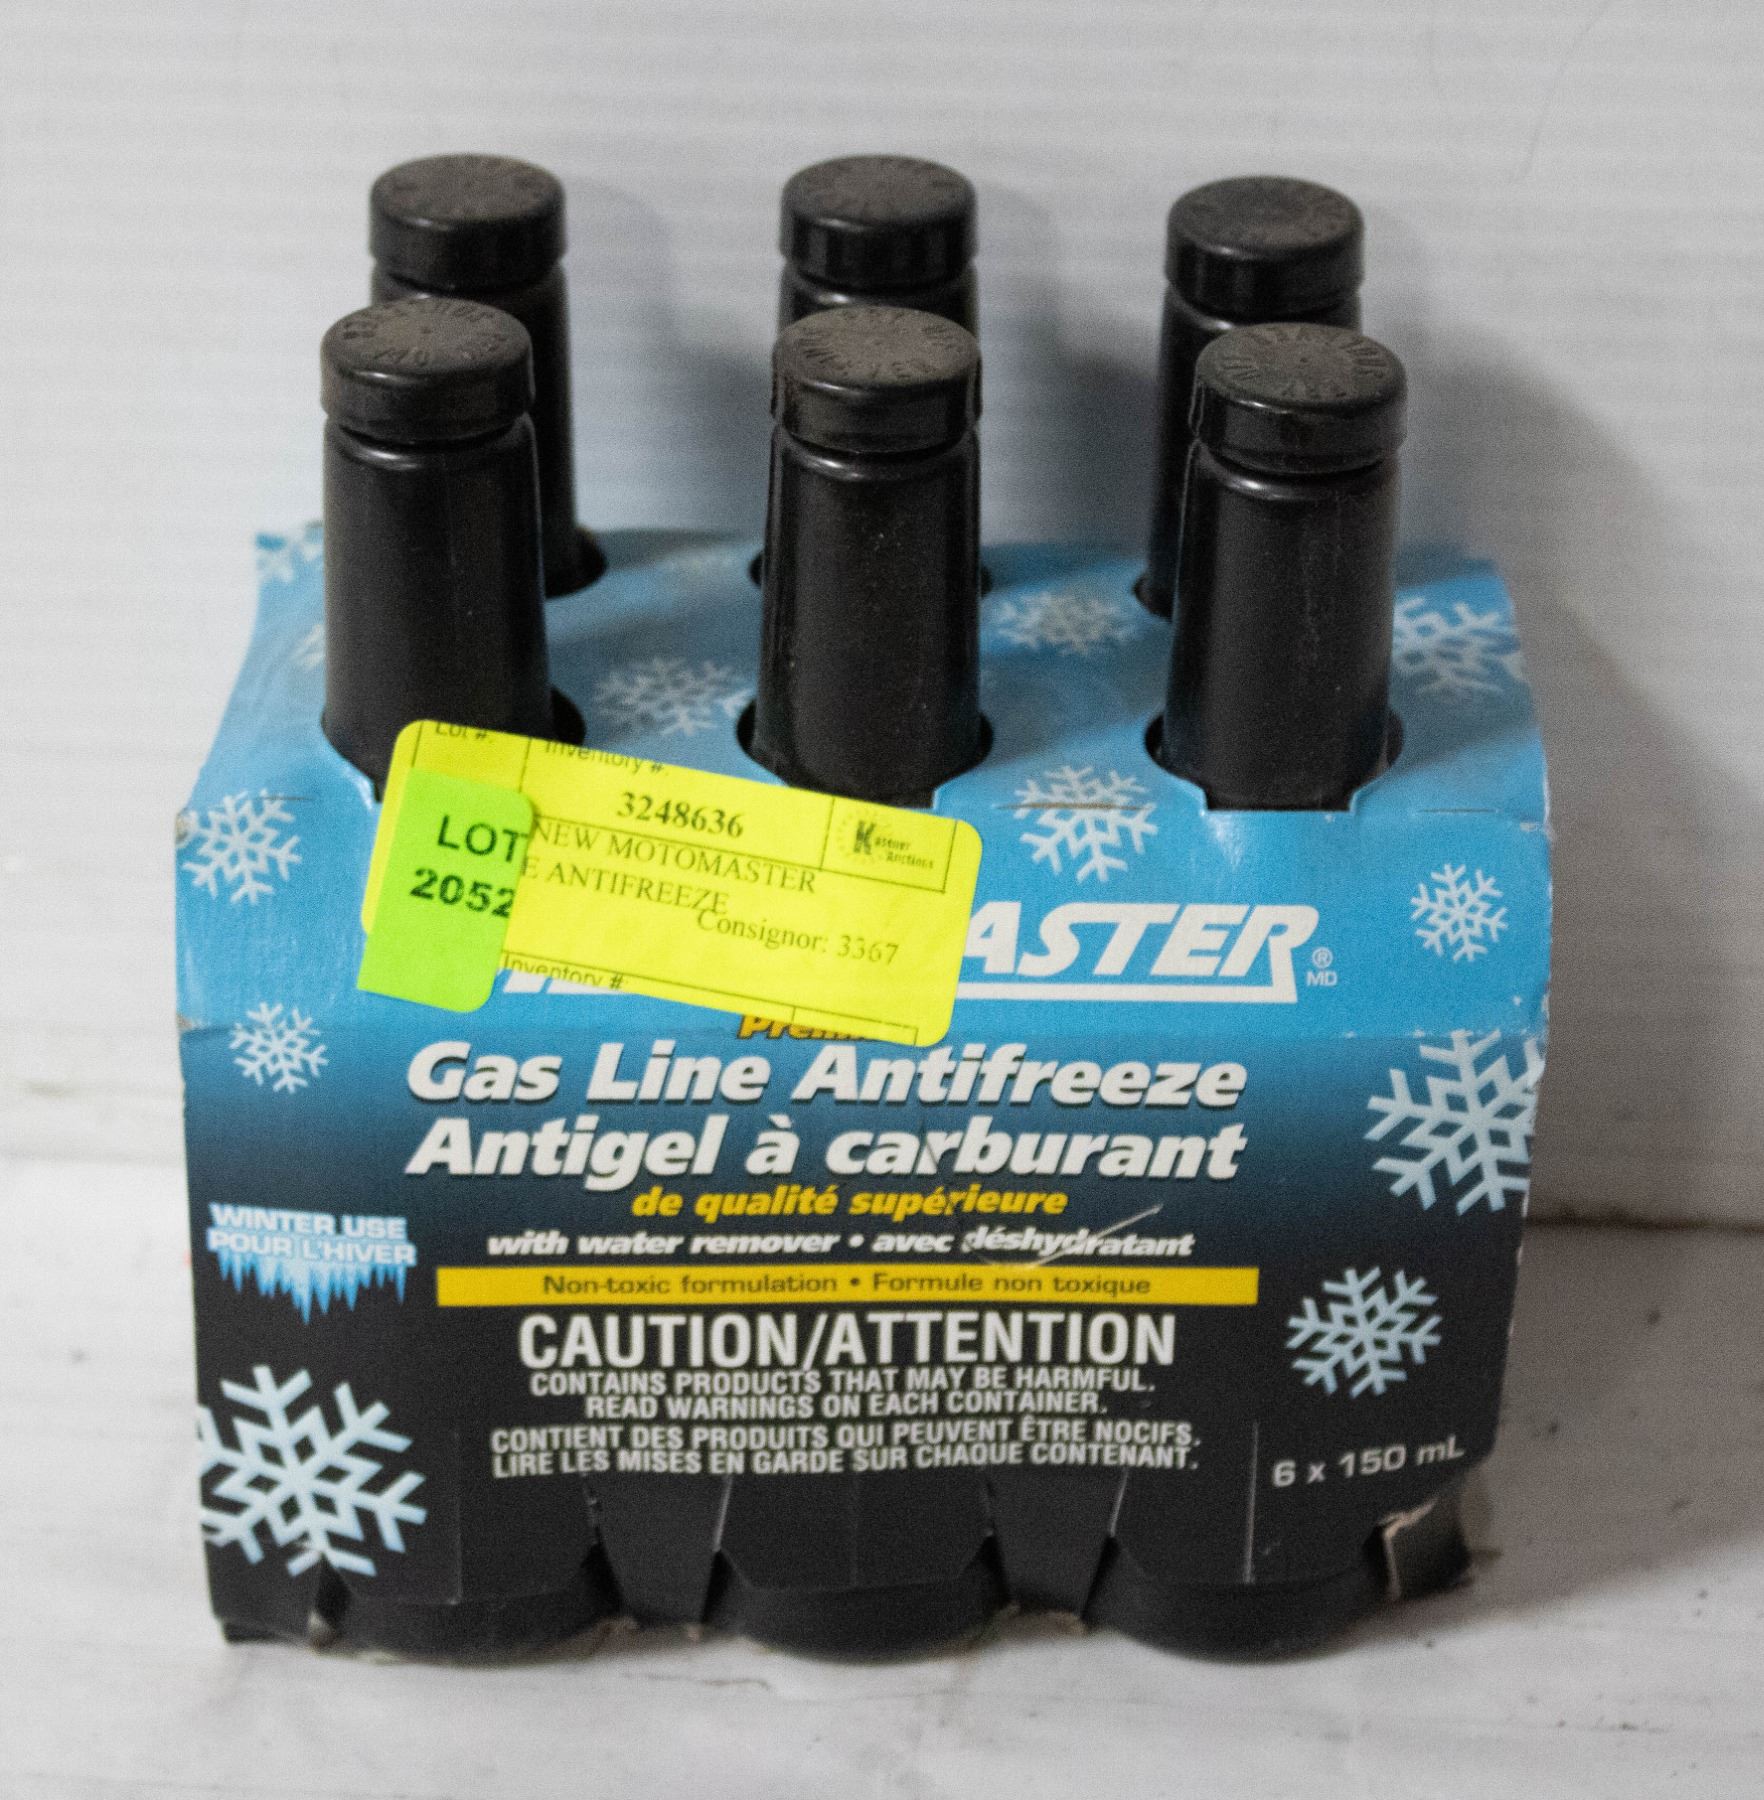 Lot #:
Inventory #:
3248636
Kastner Auctions
LOT
2052
NEW MOTOMASTER
E ANTIFREEZE
Consignor: 3367
Inventory #:
ASTER
®
MD
Gas Line Antifreeze
Antigel à carburant
de qualité supérieure
with water remover • avec déshydratant
WINTER USE
POUR L'HIVER
Non-toxic formulation • Formule non toxique
CAUTION/ATTENTION
CONTAINS PRODUCTS THAT MAY BE HARMFUL.
READ WARNINGS ON EACH CONTAINER.
CONTIENT DES PRODUITS QUI PEUVENT ÊTRE NOCIFS.
LIRE LES MISES EN GARDE SUR CHAQUE CONTENANT.
6 x 150 mL